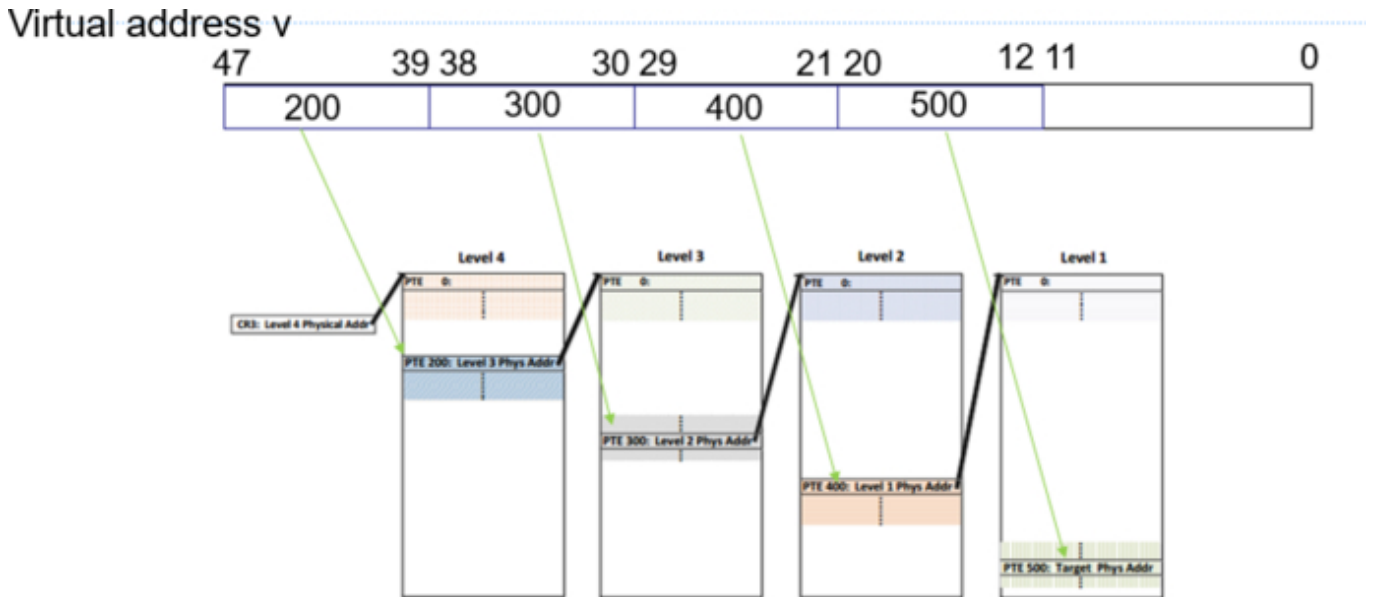 Virtual address v
47 39 38 30 29 21 20 12 11 0
200 300 400 500
Level 4 Level 3 Level 2 Level 1
PTE 0: PTE 0: PTE 0: PTE 0:
CR3: Level 4 Physical Addr
PTE 200: Level 3 Phys Addr
PTE 300: Level 2 Phys Addr
PTE 400: Level 1 Phys Addr
PTE 500: Target Phys Addr